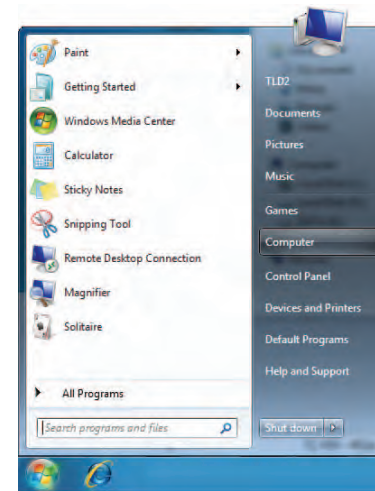 Paint
Getting Started
Windows Media Center
Calculator
Sticky Notes
Snipping Tool
Remote Desktop Connection
Magnifier
Solitaire
All Programs
Search programs and files
TLD2
Documents
Pictures
Music
Games
Computer
Control Panel
Devices and Printers
Default Programs
Help and Support
Shut down